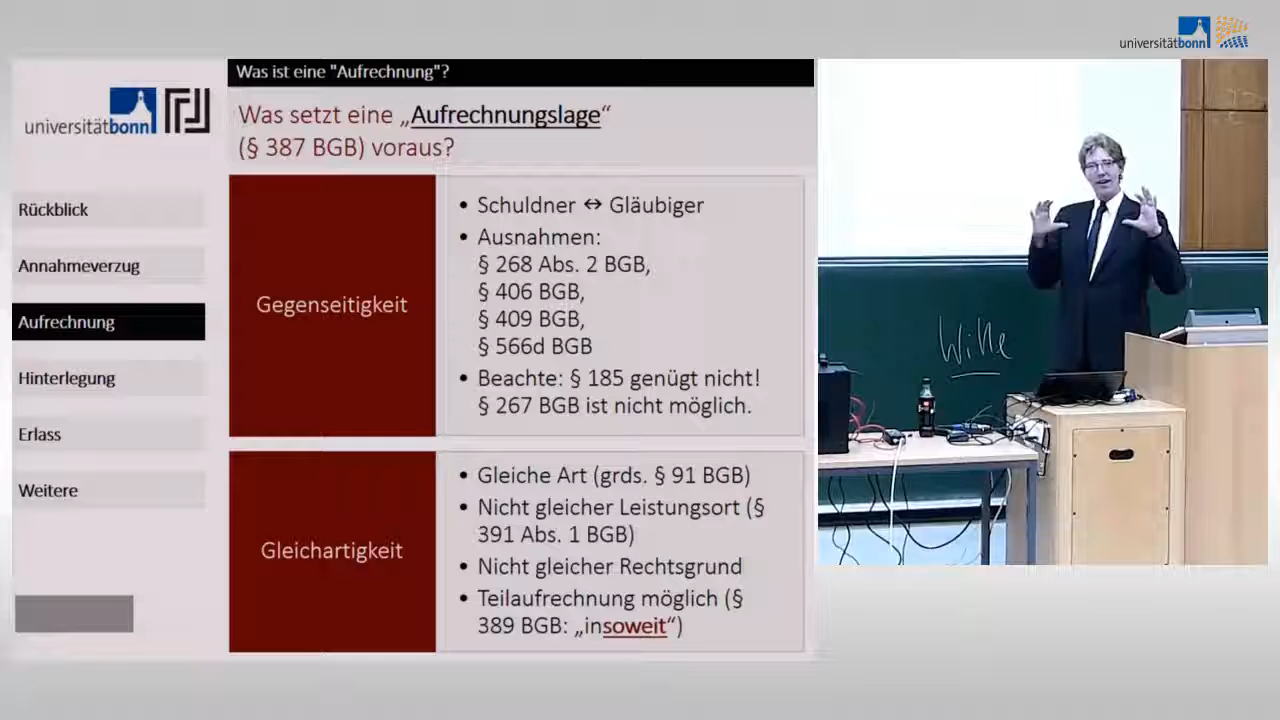 universitätbonn
Was ist eine "Aufrechnung"?
universitätbonn
Was setzt eine „Aufrechnungslage“
(§ 387 BGB) voraus?
Rückblick
Annahmeverzug
Aufrechnung
Hinterlegung
Erlass
Weitere
Gegenseitigkeit
• Schuldner ↔ Gläubiger
• Ausnahmen:
§ 268 Abs. 2 BGB,
§ 406 BGB,
§ 409 BGB,
§ 566d BGB
• Beachte: § 185 genügt nicht!
§ 267 BGB ist nicht möglich.
Gleichartigkeit
• Gleiche Art (grds. § 91 BGB)
• Nicht gleicher Leistungsort (§
391 Abs. 1 BGB)
• Nicht gleicher Rechtsgrund
• Teilaufrechnung möglich (§
389 BGB: „insoweit“)
Wille